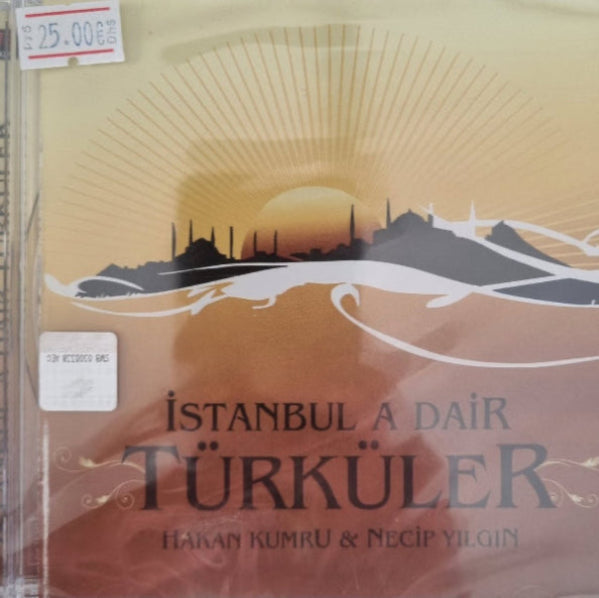 25.00
İSTANBUL A DAİR
TÜRKÜLER
HAKAN KUMRU & NECİP YILGIN